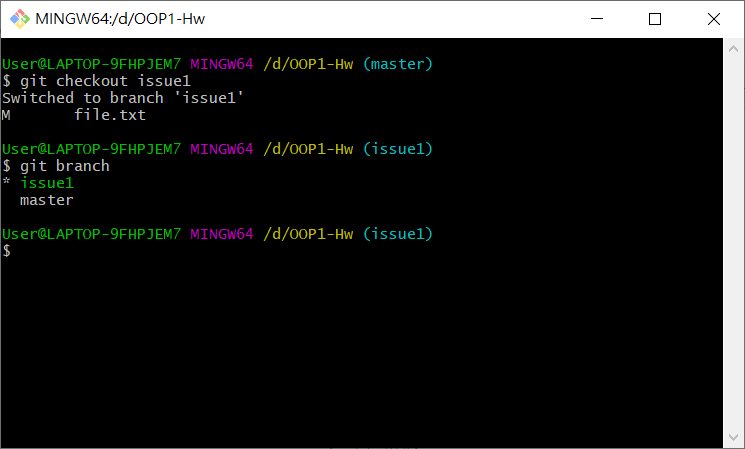 MINGW64:/d/OOP1-Hw
User@LAPTOP-9FHPJEM7 MINGW64 /d/OOP1-Hw (master)
$ git checkout issue1
Switched to branch 'issue1'
M       file.txt
User@LAPTOP-9FHPJEM7 MINGW64 /d/OOP1-Hw (issue1)
$ git branch
* issue1
  master
User@LAPTOP-9FHPJEM7 MINGW64 /d/OOP1-Hw (issue1)
$